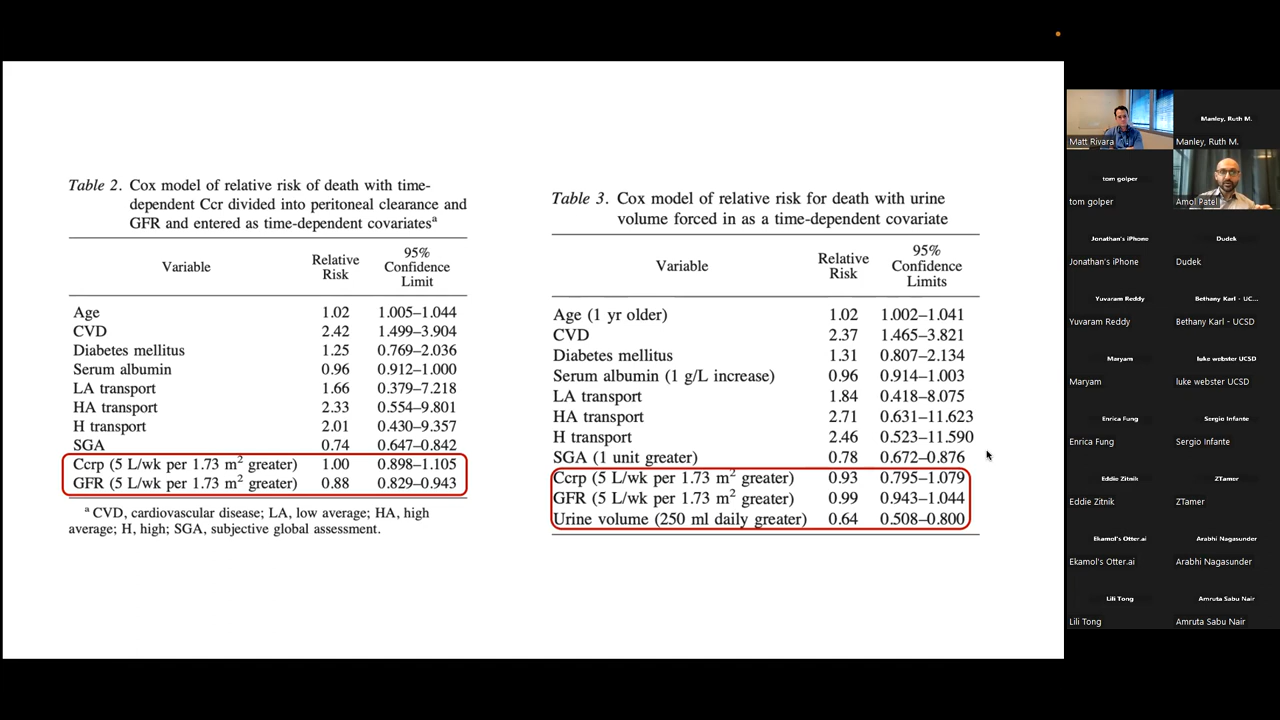 Table 2. Cox model of relative risk of death with time-
dependent Ccr divided into peritoneal clearance and
GFR and entered as time-dependent covariatesᵃ
Variable Relative Risk 95% Confidence Limit
Age 1.02 1.005–1.044
CVD 2.42 1.499–3.904
Diabetes mellitus 1.25 0.769–2.036
Serum albumin 0.96 0.912–1.000
LA transport 1.66 0.379–7.218
HA transport 2.33 0.554–9.801
H transport 2.01 0.430–9.357
SGA 0.74 0.647–0.842
Ccrp (5 L/wk per 1.73 m² greater) 1.00 0.898–1.105
GFR (5 L/wk per 1.73 m² greater) 0.88 0.829–0.943
ᵃ CVD, cardiovascular disease; LA, low average; HA, high
average; H, high; SGA, subjective global assessment.
Table 3. Cox model of relative risk for death with urine
volume forced in as a time-dependent covariate
Variable Relative Risk 95% Confidence Limits
Age (1 yr older) 1.02 1.002–1.041
CVD 2.37 1.465–3.821
Diabetes mellitus 1.31 0.807–2.134
Serum albumin (1 g/L increase) 0.96 0.914–1.003
LA transport 1.84 0.418–8.075
HA transport 2.71 0.631–11.623
H transport 2.46 0.523–11.590
SGA (1 unit greater) 0.78 0.672–0.876
Ccrp (5 L/wk per 1.73 m² greater) 0.93 0.795–1.079
GFR (5 L/wk per 1.73 m² greater) 0.99 0.943–1.044
Urine volume (250 ml daily greater) 0.64 0.508–0.800
Manley, Ruth M.
Matt Rivara
Manley, Ruth M.
tom golper
tom golper
Amol Patel
Jonathan's iPhone
Dudek
Jonathan's iPhone
Dudek
Yuvaram Reddy
Bethany Karl - UC...
Yuvaram Reddy
Bethany Karl - UCSD
Maryam
luke webster UCSD
Maryam
luke webster UCSD
Enrica Fung
Sergio Infante
Enrica Fung
Sergio Infante
Eddie Zitnik
ZTamer
Eddie Zitnik
ZTamer
Ekamol's Otter.ai
Arabhi Nagasunder
Ekamol's Otter.ai
Arabhi Nagasunder
Lili Tong
Amruta Sabu Nair
Lili Tong
Amruta Sabu Nair